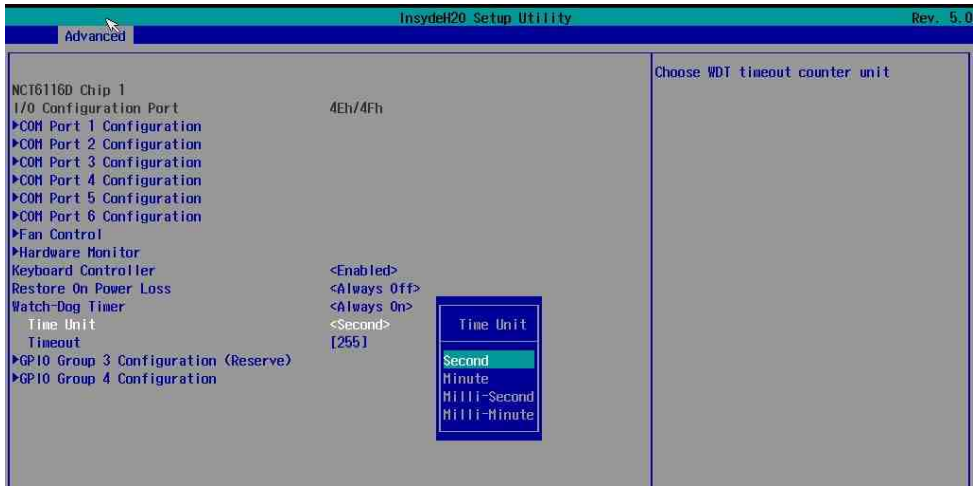 InsydeH20 Setup Utility Rev. 5.0
Advanced
Choose WDT timeout counter unit
NCT6116D Chip 1
I/O Configuration Port 4Eh/4Fh
▶COM Port 1 Configuration
▶COM Port 2 Configuration
▶COM Port 3 Configuration
▶COM Port 4 Configuration
▶COM Port 5 Configuration
▶COM Port 6 Configuration
▶Fan Control
▶Hardware Monitor
Keyboard Controller <Enabled>
Restore On Power Loss <Always Off>
Watch-Dog Timer <Always On>
Time Unit <Second>
Timeout [255]
▶GPIO Group 3 Configuration (Reserve)
▶GPIO Group 4 Configuration
Time Unit
Second
Minute
Milli-Second
Milli-Minute